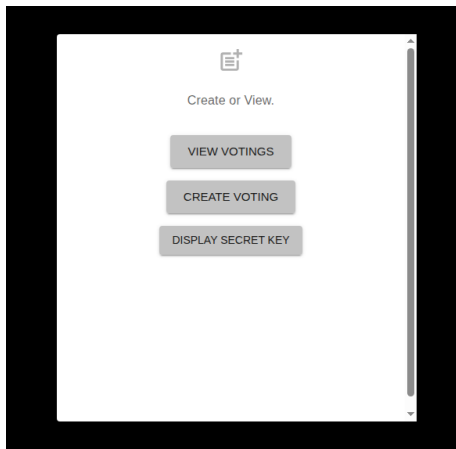 Create or View.
VIEW VOTINGS
CREATE VOTING
DISPLAY SECRET KEY